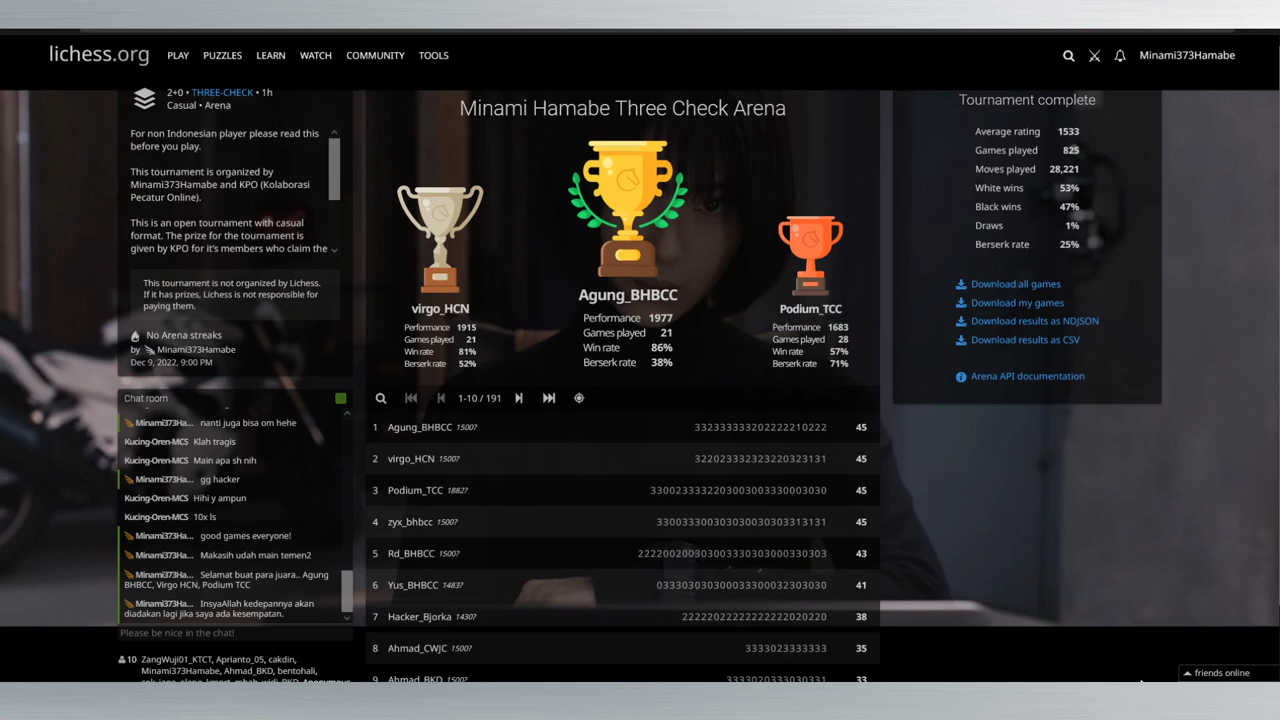 lichess.org PLAY PUZZLES LEARN WATCH COMMUNITY TOOLS Minami373Hamabe
2+0 • THREE-CHECK • 1h
Casual • Arena
For non Indonesian player please read this
before you play.
This tournament is organized by
Minami373Hamabe and KPO (Kolaborasi
Pecatur Online).
This is an open tournament with casual
format. The prize for the tournament is
given by KPO for it's members who claim the
This tournament is not organized by Lichess.
If it has prizes, Lichess is not responsible for
paying them.
No Arena streaks
by Minami373Hamabe
Dec 9, 2022, 9:00 PM
Chat room
Minami373Ha... nanti juga bisa om hehe
Kucing-Oren-MCS Klah tragis
Kucing-Oren-MCS Main apa sh nih
Minami373Ha... gg hacker
Kucing-Oren-MCS Hihi y ampun
Kucing-Oren-MCS 10x ls
Minami373Ha... good games everyone!
Minami373Ha... Makasih udah main temen2
Minami373Ha... Selamat buat para juara.. Agung
BHBCC, Virgo HCN, Podium TCC
Minami373Ha... InsyaAllah kedepannya akan
diadakan lagi jika saya ada kesempatan.
Please be nice in the chat!
10 ZangWuji01_KTCT, Aprianto_05, cakdin,
Minami373Hamabe, Ahmad_BKD, bentohali,
Minami Hamabe Three Check Arena
virgo_HCN
Performance 1915
Games played 21
Win rate 81%
Berserk rate 52%
Agung_BHBCC
Performance 1977
Games played 21
Win rate 86%
Berserk rate 38%
Podium_TCC
Performance 1683
Games played 28
Win rate 57%
Berserk rate 71%
1-10 / 191
1 Agung_BHBCC 1500? 332333333202222210222 45
2 virgo_HCN 1500? 322023332323220323131 45
3 Podium_TCC 1882? 3300233332203003003330003030 45
4 zyx_bhbcc 1500? 330033300303030030303313131 45
5 Rd_BHBCC 1500? 2222002003030033303030003303​03 43
6 Yus_BHBCC 1483? 033303030300033300032303030 41
7 Hacker_Bjorka 1430? 2222202222222222020220 38
8 Ahmad_CWJC 1500? 3333023333333 35
9 Ahmad_BKD 1500? 3333033330300331 33
Tournament complete
Average rating 1533
Games played 825
Moves played 28,221
White wins 53%
Black wins 47%
Draws 1%
Berserk rate 25%
Download all games
Download my games
Download results as NDJSON
Download results as CSV
Arena API documentation
friends online